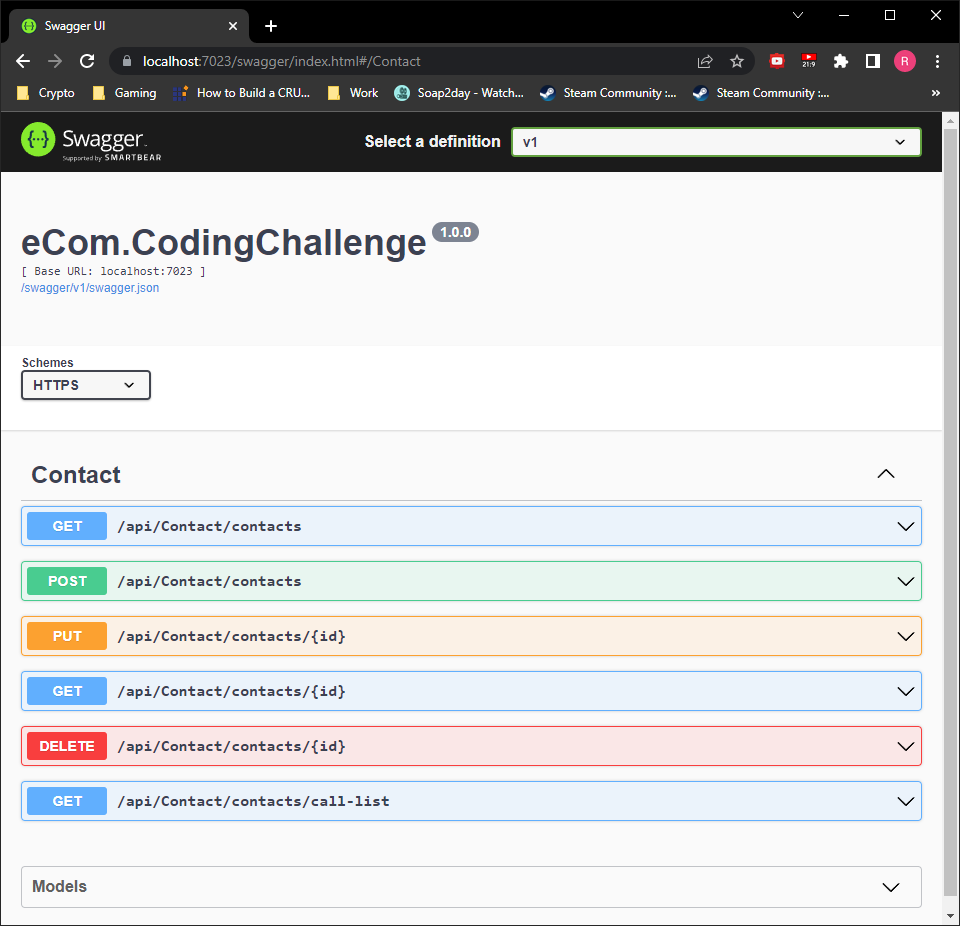 Swagger UI
localhost:7023/swagger/index.html#/Contact
21:9
R
Crypto
Gaming
How to Build a CRU...
Work
Soap2day - Watch...
Steam Community :...
Steam Community :...
»
{···}
Swagger
Supported by SMARTBEAR
Select a definition
v1
eCom.CodingChallenge 1.0.0
[ Base URL: localhost:7023 ]
/swagger/v1/swagger.json
Schemes
HTTPS
Contact
GET /api/Contact/contacts
POST /api/Contact/contacts
PUT /api/Contact/contacts/{id}
GET /api/Contact/contacts/{id}
DELETE /api/Contact/contacts/{id}
GET /api/Contact/contacts/call-list
Models